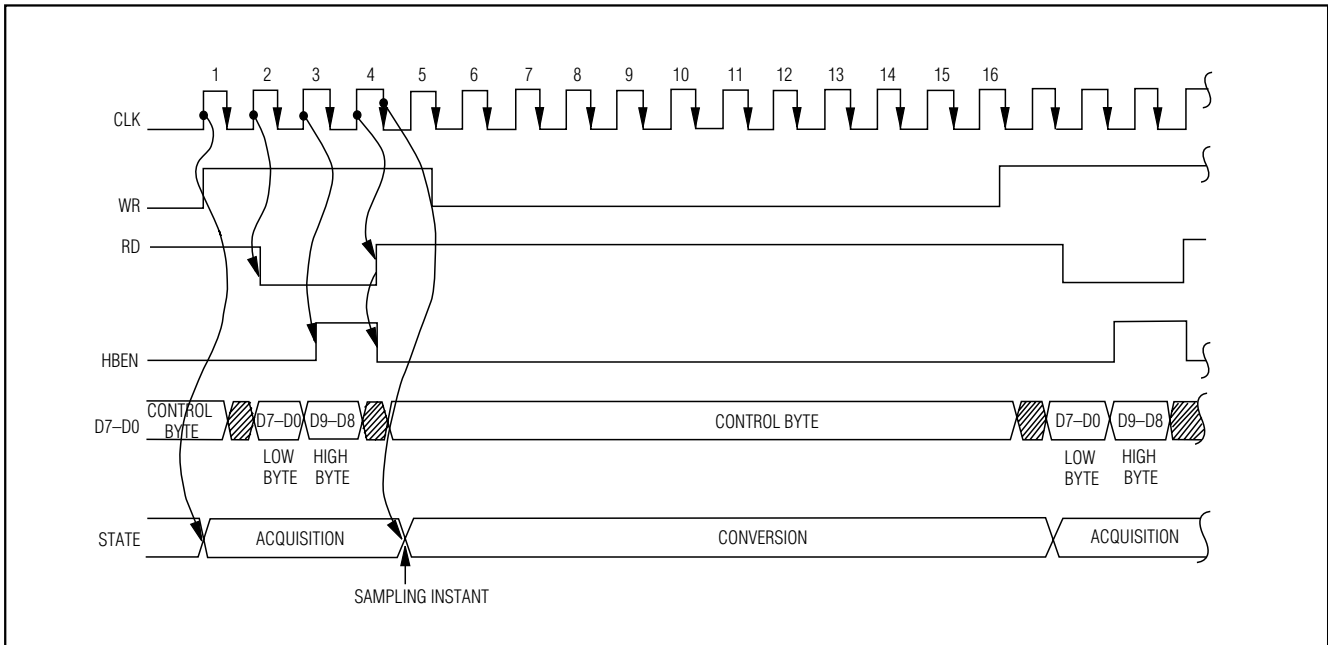 1 2 3 4 5 6 7 8 9 10 11 12 13 14 15 16
CLK
WR
RD
HBEN
D7–D0
CONTROL
BYTE
D7–D0
D9–D8
CONTROL BYTE
D7–D0
D9–D8
LOW
BYTE
HIGH
BYTE
LOW
BYTE
HIGH
BYTE
STATE
ACQUISITION
CONVERSION
ACQUISITION
SAMPLING INSTANT